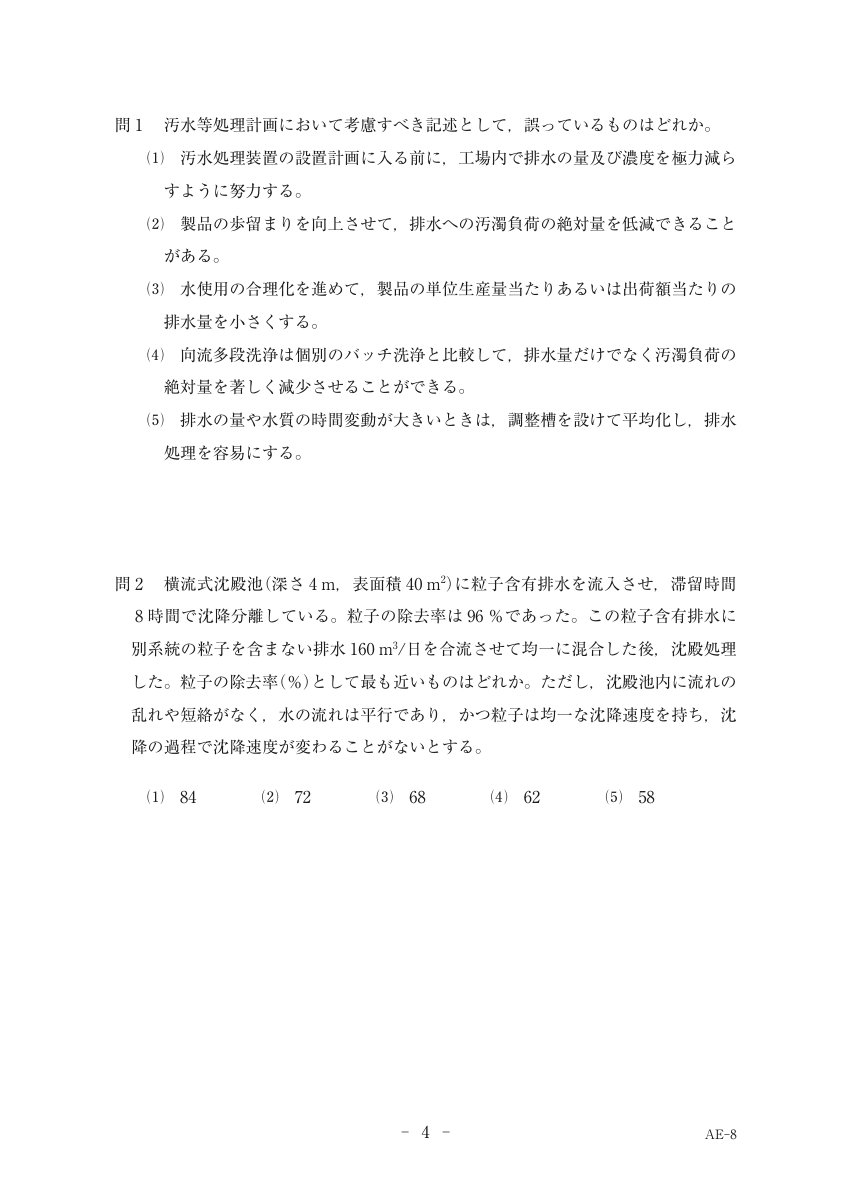 問1　汚水等処理計画において考慮すべき記述として，誤っているものはどれか。
⑴　汚水処理装置の設置計画に入る前に，工場内で排水の量及び濃度を極力減ら
すように努力する。
⑵　製品の歩留まりを向上させて，排水への汚濁負荷の絶対量を低減できること
がある。
⑶　水使用の合理化を進めて，製品の単位生産量当たりあるいは出荷額当たりの
排水量を小さくする。
⑷　向流多段洗浄は個別のバッチ洗浄と比較して，排水量だけでなく汚濁負荷の
絶対量を著しく減少させることができる。
⑸　排水の量や水質の時間変動が大きいときは，調整槽を設けて平均化し，排水
処理を容易にする。
問2　横流式沈殿池(深さ4m，表面積40 m²)に粒子含有排水を流入させ，滞留時間
8時間で沈降分離している。粒子の除去率は96 %であった。この粒子含有排水に
別系統の粒子を含まない排水160 m³/日を合流させて均一に混合した後，沈殿処理
した。粒子の除去率(%)として最も近いものはどれか。ただし，沈殿池内に流れの
乱れや短絡がなく，水の流れは平行であり，かつ粒子は均一な沈降速度を持ち，沈
降の過程で沈降速度が変わることがないとする。
⑴　84　⑵　72　⑶　68　⑷　62　⑸　58
－ 4 －
AE-8